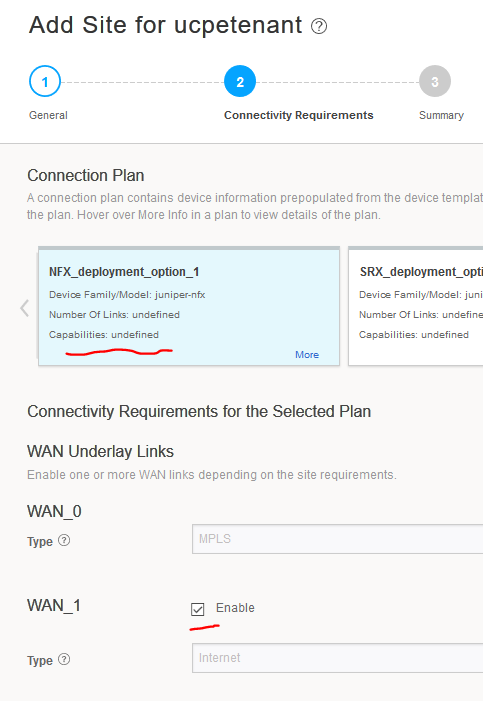 Add Site for ucpetenant ?
1 2 3
General Connectivity Requirements Summary
Connection Plan
A connection plan contains device information prepopulated from the device templat
the plan. Hover over More Info in a plan to view details of the plan.
NFX_deployment_option_1
Device Family/Model: juniper-nfx
Number Of Links: undefined
Capabilities: undefined
More
SRX_deployment_opti
Device Family/Model: juni
Number Of Links: undefine
Capabilities: undefined
Connectivity Requirements for the Selected Plan
WAN Underlay Links
Enable one or more WAN links depending on the site requirements.
WAN_0
Type ? MPLS
WAN_1 Enable
Type ? Internet